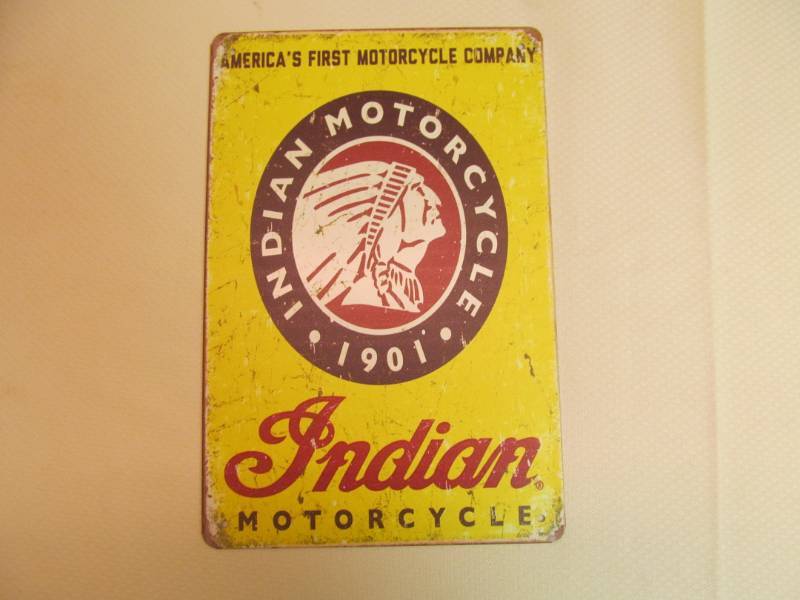 AMERICA'S FIRST MOTORCYCLE COMPANY
INDIAN MOTORCYCLE
• 1901 •
Indian®
MOTORCYCLE